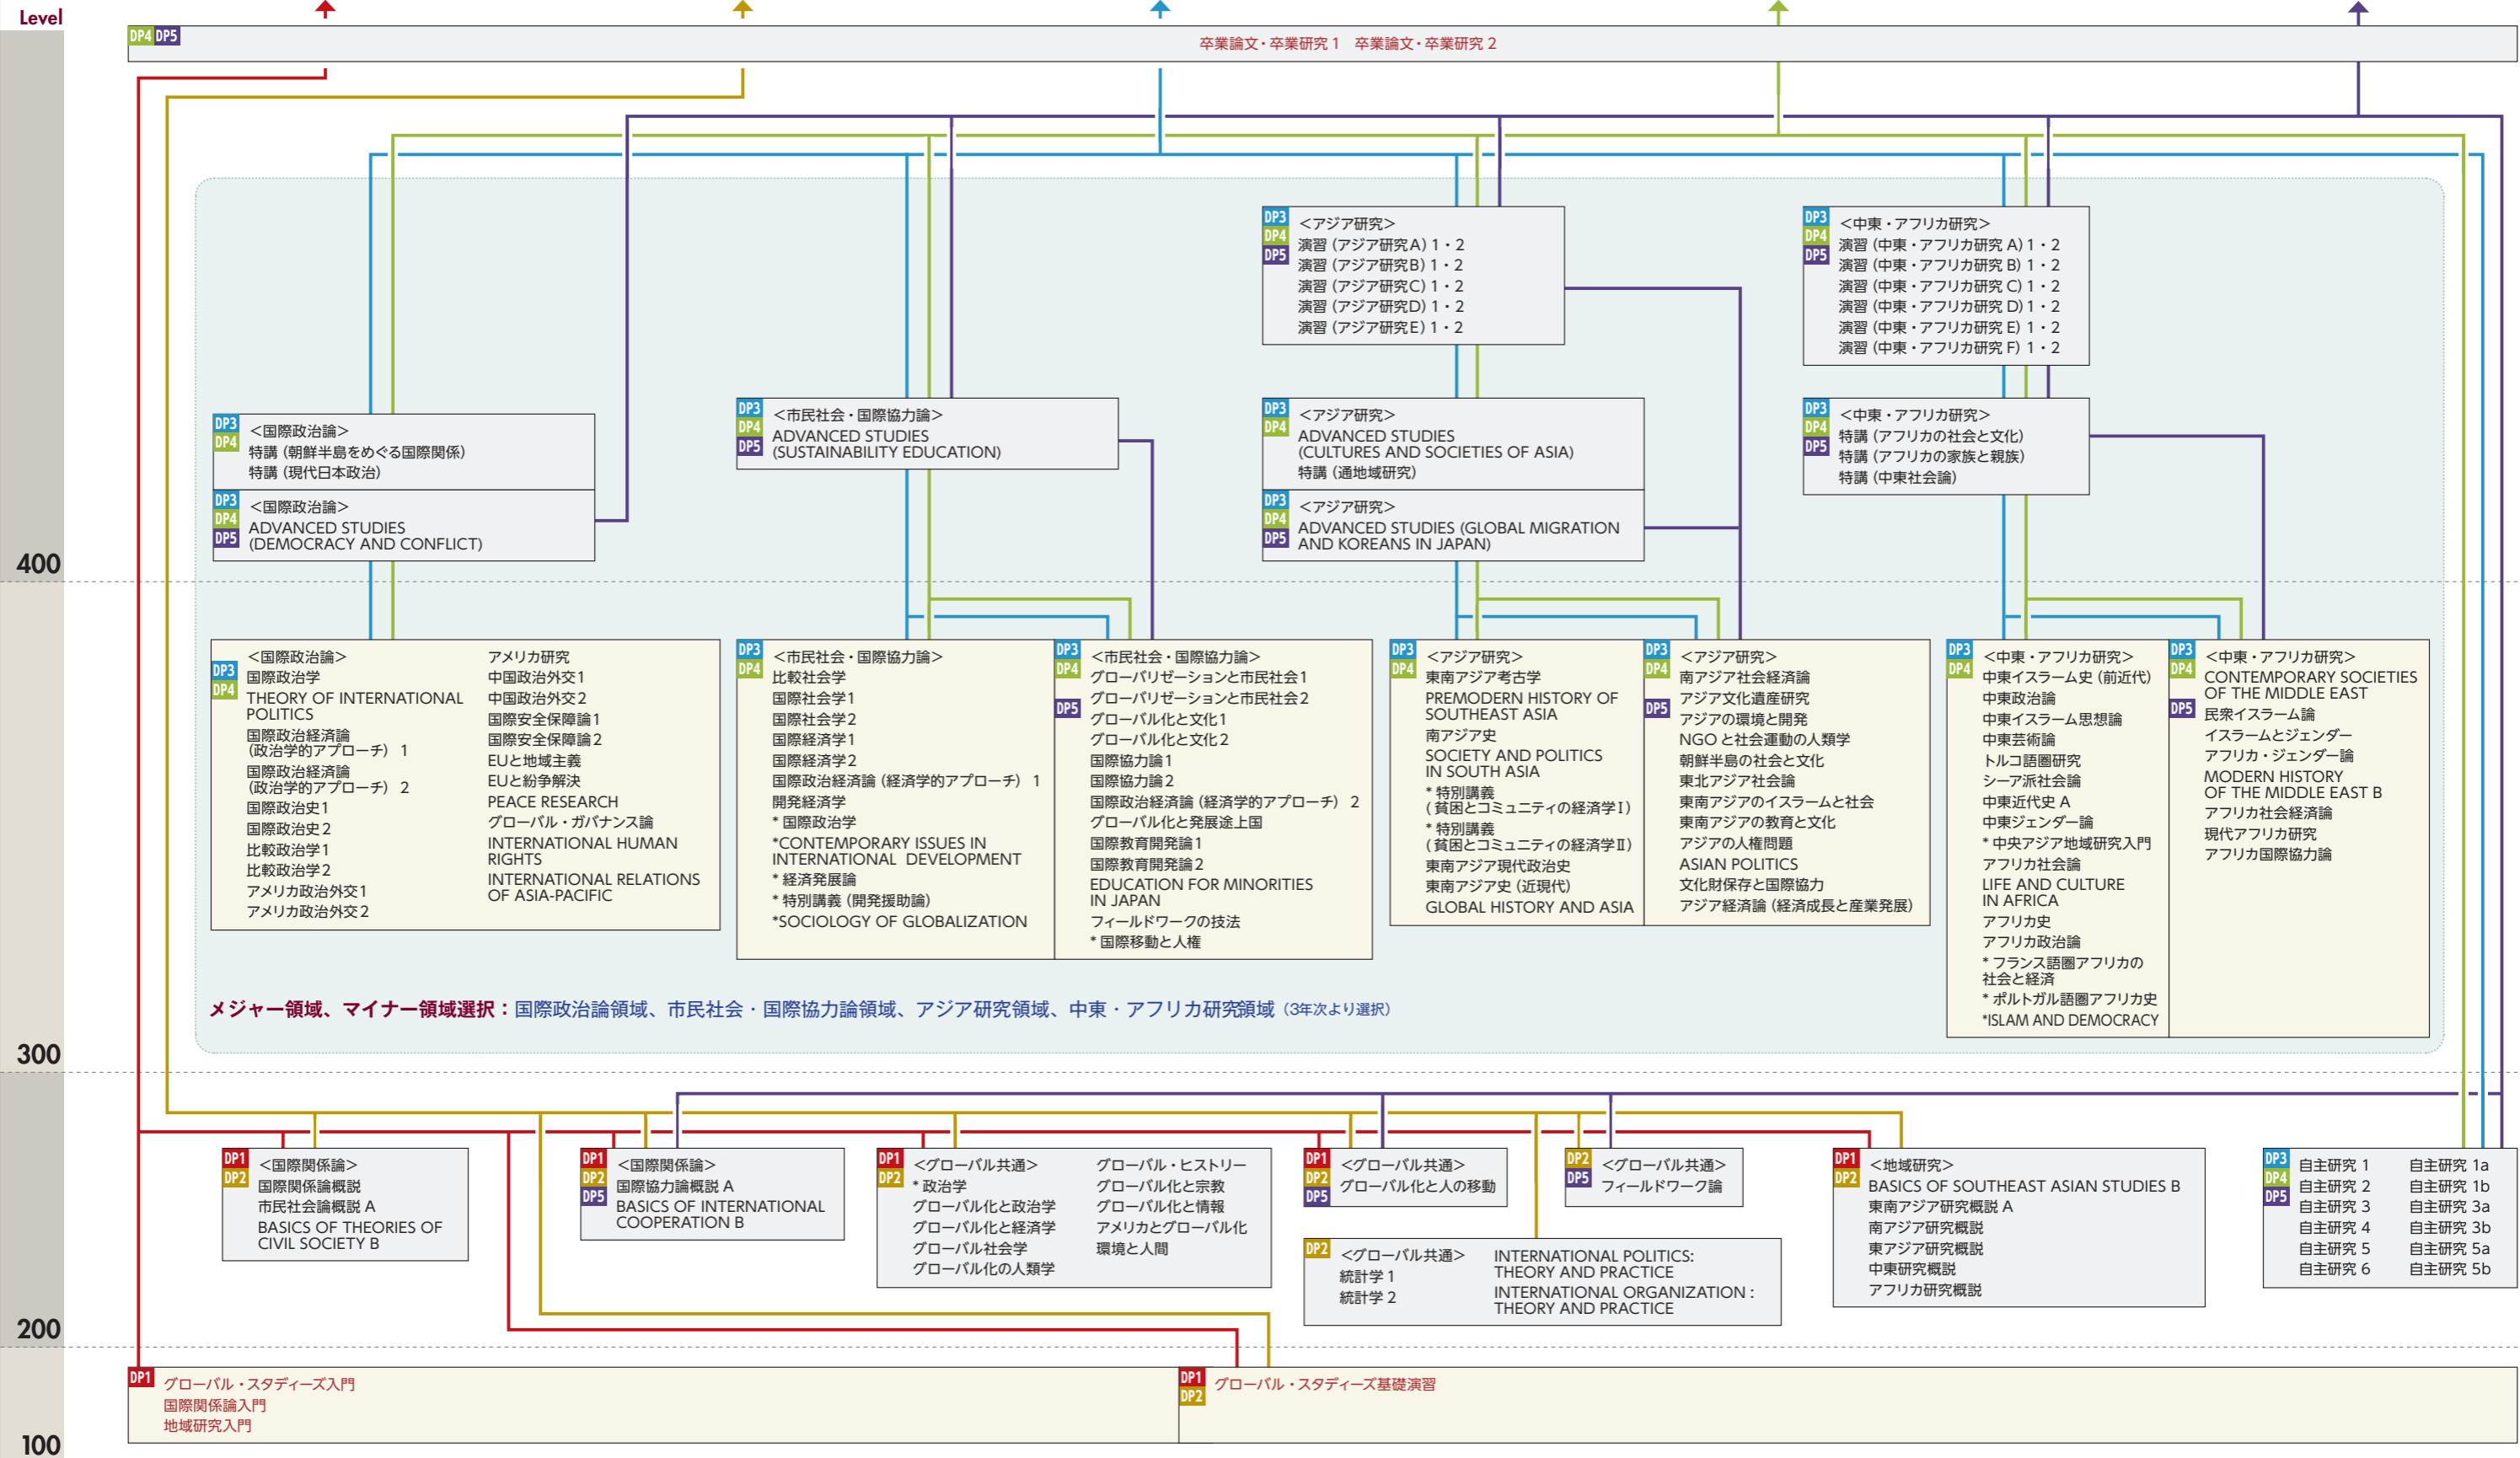 Level
DP4 DP5
卒業論文・卒業研究 1　卒業論文・卒業研究 2
DP3
DP4
DP5
＜アジア研究＞
演習（アジア研究A）1・2
演習（アジア研究B）1・2
演習（アジア研究C）1・2
演習（アジア研究D）1・2
演習（アジア研究E）1・2
DP3
DP4
DP5
＜中東・アフリカ研究＞
演習（中東・アフリカ研究 A）1・2
演習（中東・アフリカ研究 B）1・2
演習（中東・アフリカ研究 C）1・2
演習（中東・アフリカ研究 D）1・2
演習（中東・アフリカ研究 E）1・2
演習（中東・アフリカ研究 F）1・2
DP3
DP4
＜国際政治論＞
特講（朝鮮半島をめぐる国際関係）
特講（現代日本政治）
DP3
DP4
DP5
＜国際政治論＞
ADVANCED STUDIES
(DEMOCRACY AND CONFLICT)
DP3
DP4
DP5
＜市民社会・国際協力論＞
ADVANCED STUDIES
(SUSTAINABILITY EDUCATION)
DP3
DP4
＜アジア研究＞
ADVANCED STUDIES
(CULTURES AND SOCIETIES OF ASIA)
特講（通地域研究）
DP3
DP4
DP5
＜アジア研究＞
ADVANCED STUDIES (GLOBAL MIGRATION
AND KOREANS IN JAPAN)
DP3
DP4
DP5
＜中東・アフリカ研究＞
特講（アフリカの社会と文化）
特講（アフリカの家族と親族）
特講（中東社会論）
400
DP3
DP4
＜国際政治論＞
国際政治学
THEORY OF INTERNATIONAL
POLITICS
国際政治経済論
（政治学的アプローチ） 1
国際政治経済論
（政治学的アプローチ） 2
国際政治史1
国際政治史2
比較政治学1
比較政治学2
アメリカ政治外交1
アメリカ政治外交2
アメリカ研究
中国政治外交1
中国政治外交2
国際安全保障論1
国際安全保障論2
EUと地域主義
EUと紛争解決
PEACE RESEARCH
グローバル・ガバナンス論
INTERNATIONAL HUMAN
RIGHTS
INTERNATIONAL RELATIONS
OF ASIA-PACIFIC
DP3
DP4
＜市民社会・国際協力論＞
比較社会学
国際社会学1
国際社会学2
国際経済学1
国際経済学2
国際政治経済論（経済学的アプローチ） 1
開発経済学
* 国際政治学
*CONTEMPORARY ISSUES IN
INTERNATIONAL DEVELOPMENT
* 経済発展論
* 特別講義（開発援助論）
*SOCIOLOGY OF GLOBALIZATION
DP3
DP4
DP5
＜市民社会・国際協力論＞
グローバリゼーションと市民社会1
グローバリゼーションと市民社会2
グローバル化と文化1
グローバル化と文化2
国際協力論1
国際協力論2
国際政治経済論（経済学的アプローチ） 2
グローバル化と発展途上国
国際教育開発論1
国際教育開発論2
EDUCATION FOR MINORITIES
IN JAPAN
フィールドワークの技法
* 国際移動と人権
DP3
DP4
＜アジア研究＞
東南アジア考古学
PREMODERN HISTORY OF
SOUTHEAST ASIA
南アジア史
SOCIETY AND POLITICS
IN SOUTH ASIA
* 特別講義
( 貧困とコミュニティの経済学Ⅰ）
* 特別講義
( 貧困とコミュニティの経済学Ⅱ）
東南アジア現代政治史
東南アジア史（近現代）
GLOBAL HISTORY AND ASIA
DP3
DP4
DP5
＜アジア研究＞
南アジア社会経済論
アジア文化遺産研究
アジアの環境と開発
NGO と社会運動の人類学
朝鮮半島の社会と文化
東北アジア社会論
東南アジアのイスラームと社会
東南アジアの教育と文化
アジアの人権問題
ASIAN POLITICS
文化財保存と国際協力
アジア経済論（経済成長と産業発展）
DP3
DP4
＜中東・アフリカ研究＞
中東イスラーム史（前近代）
中東政治論
中東イスラーム思想論
中東芸術論
トルコ語圏研究
シーア派社会論
中東近代史 A
中東ジェンダー論
* 中央アジア地域研究入門
アフリカ社会論
LIFE AND CULTURE
IN AFRICA
アフリカ史
アフリカ政治論
* フランス語圏アフリカの
社会と経済
* ポルトガル語圏アフリカ史
*ISLAM AND DEMOCRACY
DP3
DP4
DP5
＜中東・アフリカ研究＞
CONTEMPORARY SOCIETIES
OF THE MIDDLE EAST
民衆イスラーム論
イスラームとジェンダー
アフリカ・ジェンダー論
MODERN HISTORY
OF THE MIDDLE EAST B
アフリカ社会経済論
現代アフリカ研究
アフリカ国際協力論
メジャー領域、マイナー領域選択：国際政治論領域、市民社会・国際協力論領域、アジア研究領域、中東・アフリカ研究領域（3年次より選択）
300
DP1
DP2
＜国際関係論＞
国際関係論概説
市民社会論概説 A
BASICS OF THEORIES OF
CIVIL SOCIETY B
DP1
DP2
DP5
＜国際関係論＞
国際協力論概説 A
BASICS OF INTERNATIONAL
COOPERATION B
DP1
DP2
＜グローバル共通＞
* 政治学
グローバル化と政治学
グローバル化と経済学
グローバル社会学
グローバル化の人類学
グローバル・ヒストリー
グローバル化と宗教
グローバル化と情報
アメリカとグローバル化
環境と人間
DP1
DP2
DP5
＜グローバル共通＞
グローバル化と人の移動
DP2
DP5
＜グローバル共通＞
フィールドワーク論
DP2
＜グローバル共通＞
統計学 1
統計学 2
INTERNATIONAL POLITICS:
THEORY AND PRACTICE
INTERNATIONAL ORGANIZATION :
THEORY AND PRACTICE
DP1
DP2
＜地域研究＞
BASICS OF SOUTHEAST ASIAN STUDIES B
東南アジア研究概説 A
南アジア研究概説
東アジア研究概説
中東研究概説
アフリカ研究概説
DP3
DP4
DP5
自主研究 1
自主研究 2
自主研究 3
自主研究 4
自主研究 5
自主研究 6
自主研究 1a
自主研究 1b
自主研究 3a
自主研究 3b
自主研究 5a
自主研究 5b
200
DP1
グローバル・スタディーズ入門
国際関係論入門
地域研究入門
DP1
DP2
グローバル・スタディーズ基礎演習
100